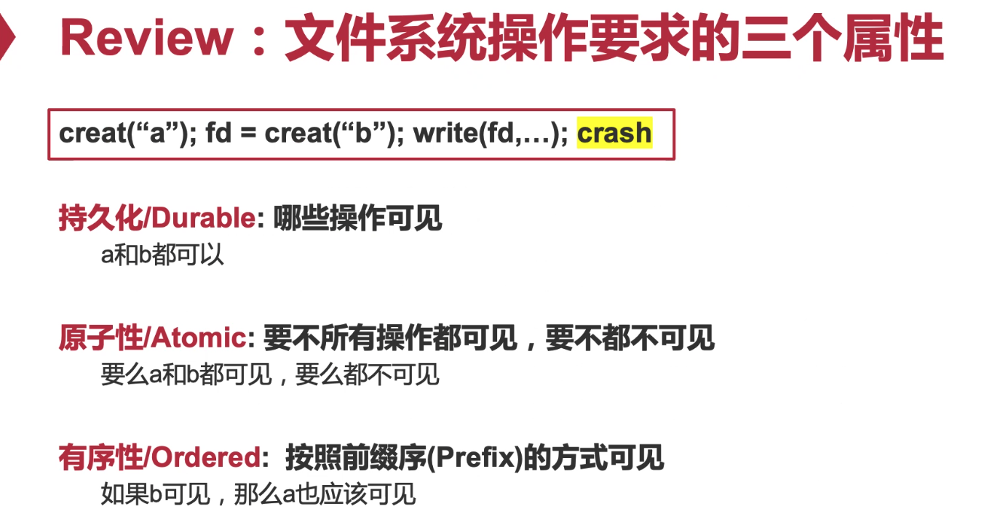 Review：文件系统操作要求的三个属性
creat(“a”); fd = creat(“b”); write(fd,…); crash
持久化/Durable: 哪些操作可见
a和b都可以
原子性/Atomic: 要不所有操作都可见，要不都不可见
要么a和b都可见，要么都不可见
有序性/Ordered: 按照前缀序(Prefix)的方式可见
如果b可见，那么a也应该可见